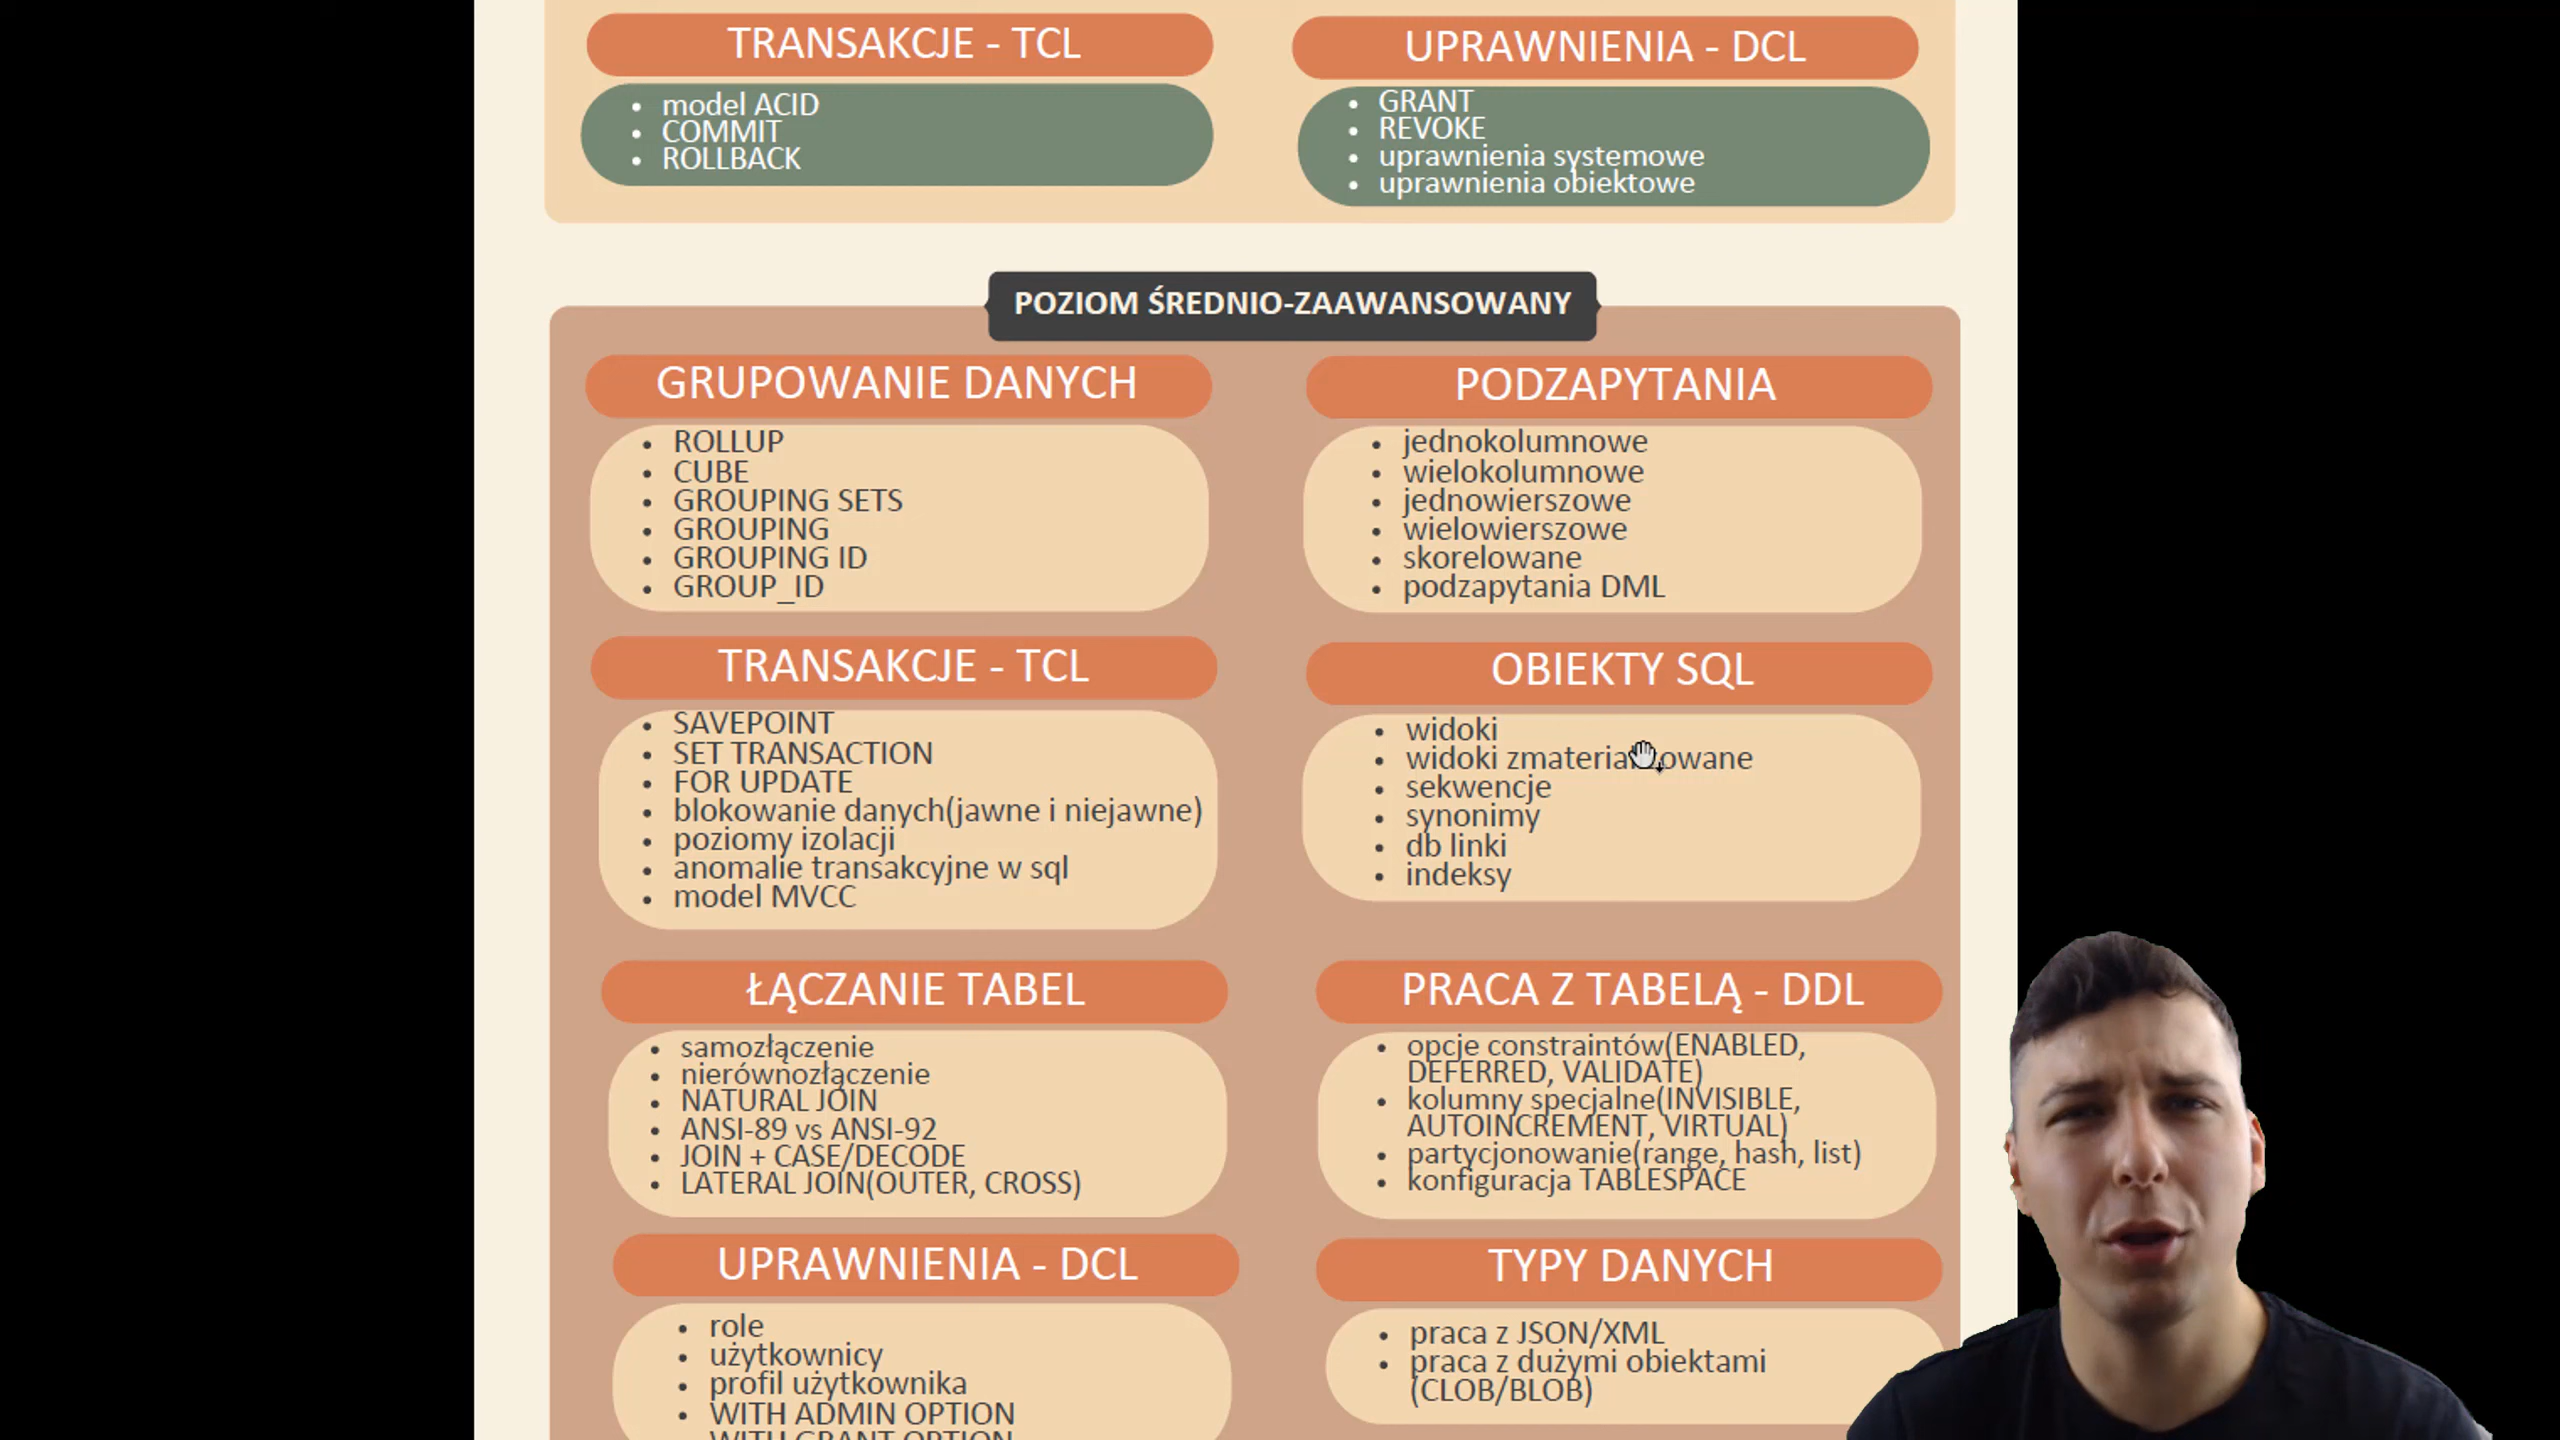 TRANSAKCJE - TCL
• model ACID
• COMMIT
• ROLLBACK
UPRAWNIENIA - DCL
• GRANT
• REVOKE
• uprawnienia systemowe
• uprawnienia obiektowe
POZIOM ŚREDNIO-ZAAWANSOWANY
GRUPOWANIE DANYCH
• ROLLUP
• CUBE
• GROUPING SETS
• GROUPING
• GROUPING ID
• GROUP_ID
PODZAPYTANIA
• jednokolumnowe
• wielokolumnowe
• jednowierszowe
• wielowierszowe
• skorelowane
• podzapytania DML
TRANSAKCJE - TCL
• SAVEPOINT
• SET TRANSACTION
• FOR UPDATE
• blokowanie danych(jawne i niejawne)
• poziomy izolacji
• anomalie transakcyjne w sql
• model MVCC
OBIEKTY SQL
• widoki
• widoki
• sekwencje
• synonimy
• db linki
• indeksy
ŁĄCZANIE TABEL
• samozłączenie
• nierównozłączenie
• NATURAL JOIN
• ANSI-89 vs ANSI-92
• JOIN + CASE/DECODE
• LATERAL JOIN(OUTER, CROSS)
PRACA Z TABELĄ - DDL
• opcje constraintów(ENABLED,
DEFERRED, VALIDATE)
• kolumny specjalne(INVISIBLE,
AUTOINCREMENT, VIRTUAL)
• partycjonowanie(range, hash, list)
• konfiguracja TABLESPACE
UPRAWNIENIA - DCL
• role
• użytkownicy
• profil użytkownika
• WITH ADMIN OPTION
WITH GRANT OPTION
TYPY DANYCH
• praca z JSON/XML
• praca z dużymi obiektami
(CLOB/BLOB)